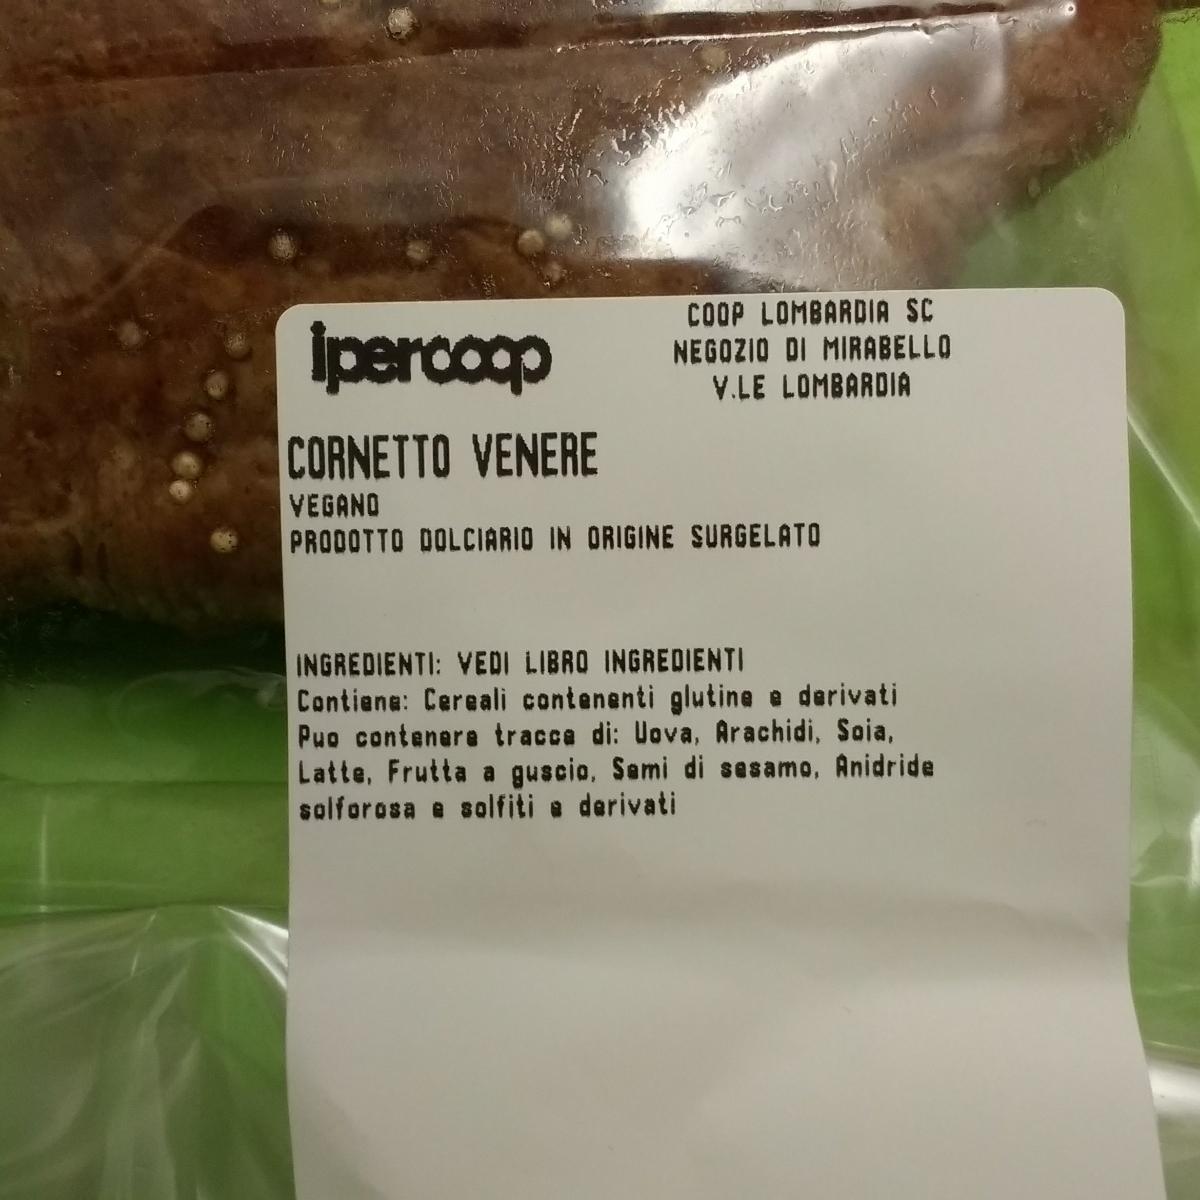 ipercoop
COOP LOMBARDIA SC
NEGOZIO DI MIRABELLO
V.LE LOMBARDIA
CORNETTO VENERE
VEGANO
PRODOTTO DOLCIARIO IN ORIGINE SURGELATO
INGREDIENTI: VEDI LIBRO INGREDIENTI
Contiene: Cereali contenenti glutine e derivati
Puo contenere tracce di: Uova, Arachidi, Soia,
Latte, Frutta a guscio, Semi di sesamo, Anidride
solforosa e solfiti e derivati